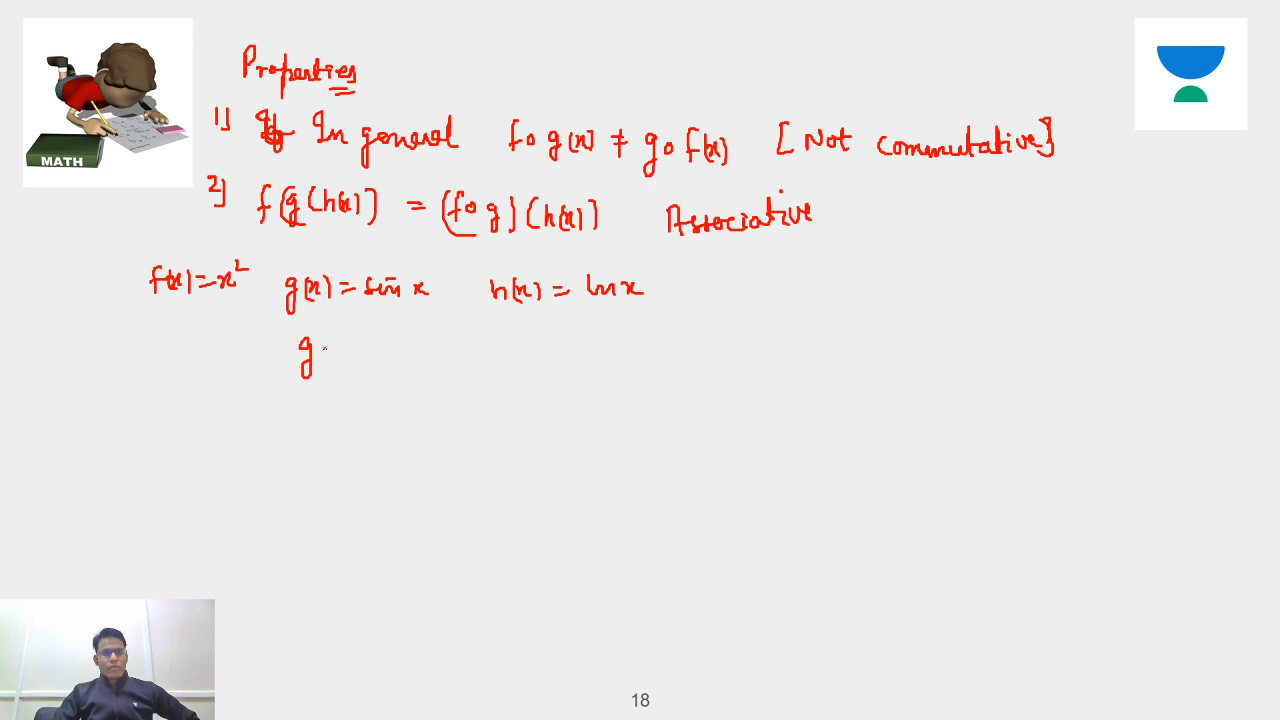 Properties
1) In general fog(x) ≠ gof(x) [Not commutative]
2) f(g(h(x)) = (fog)(h(x)) Associative
f(x) = x² g(x) = sin x h(x) = ln x
g
MATH
18